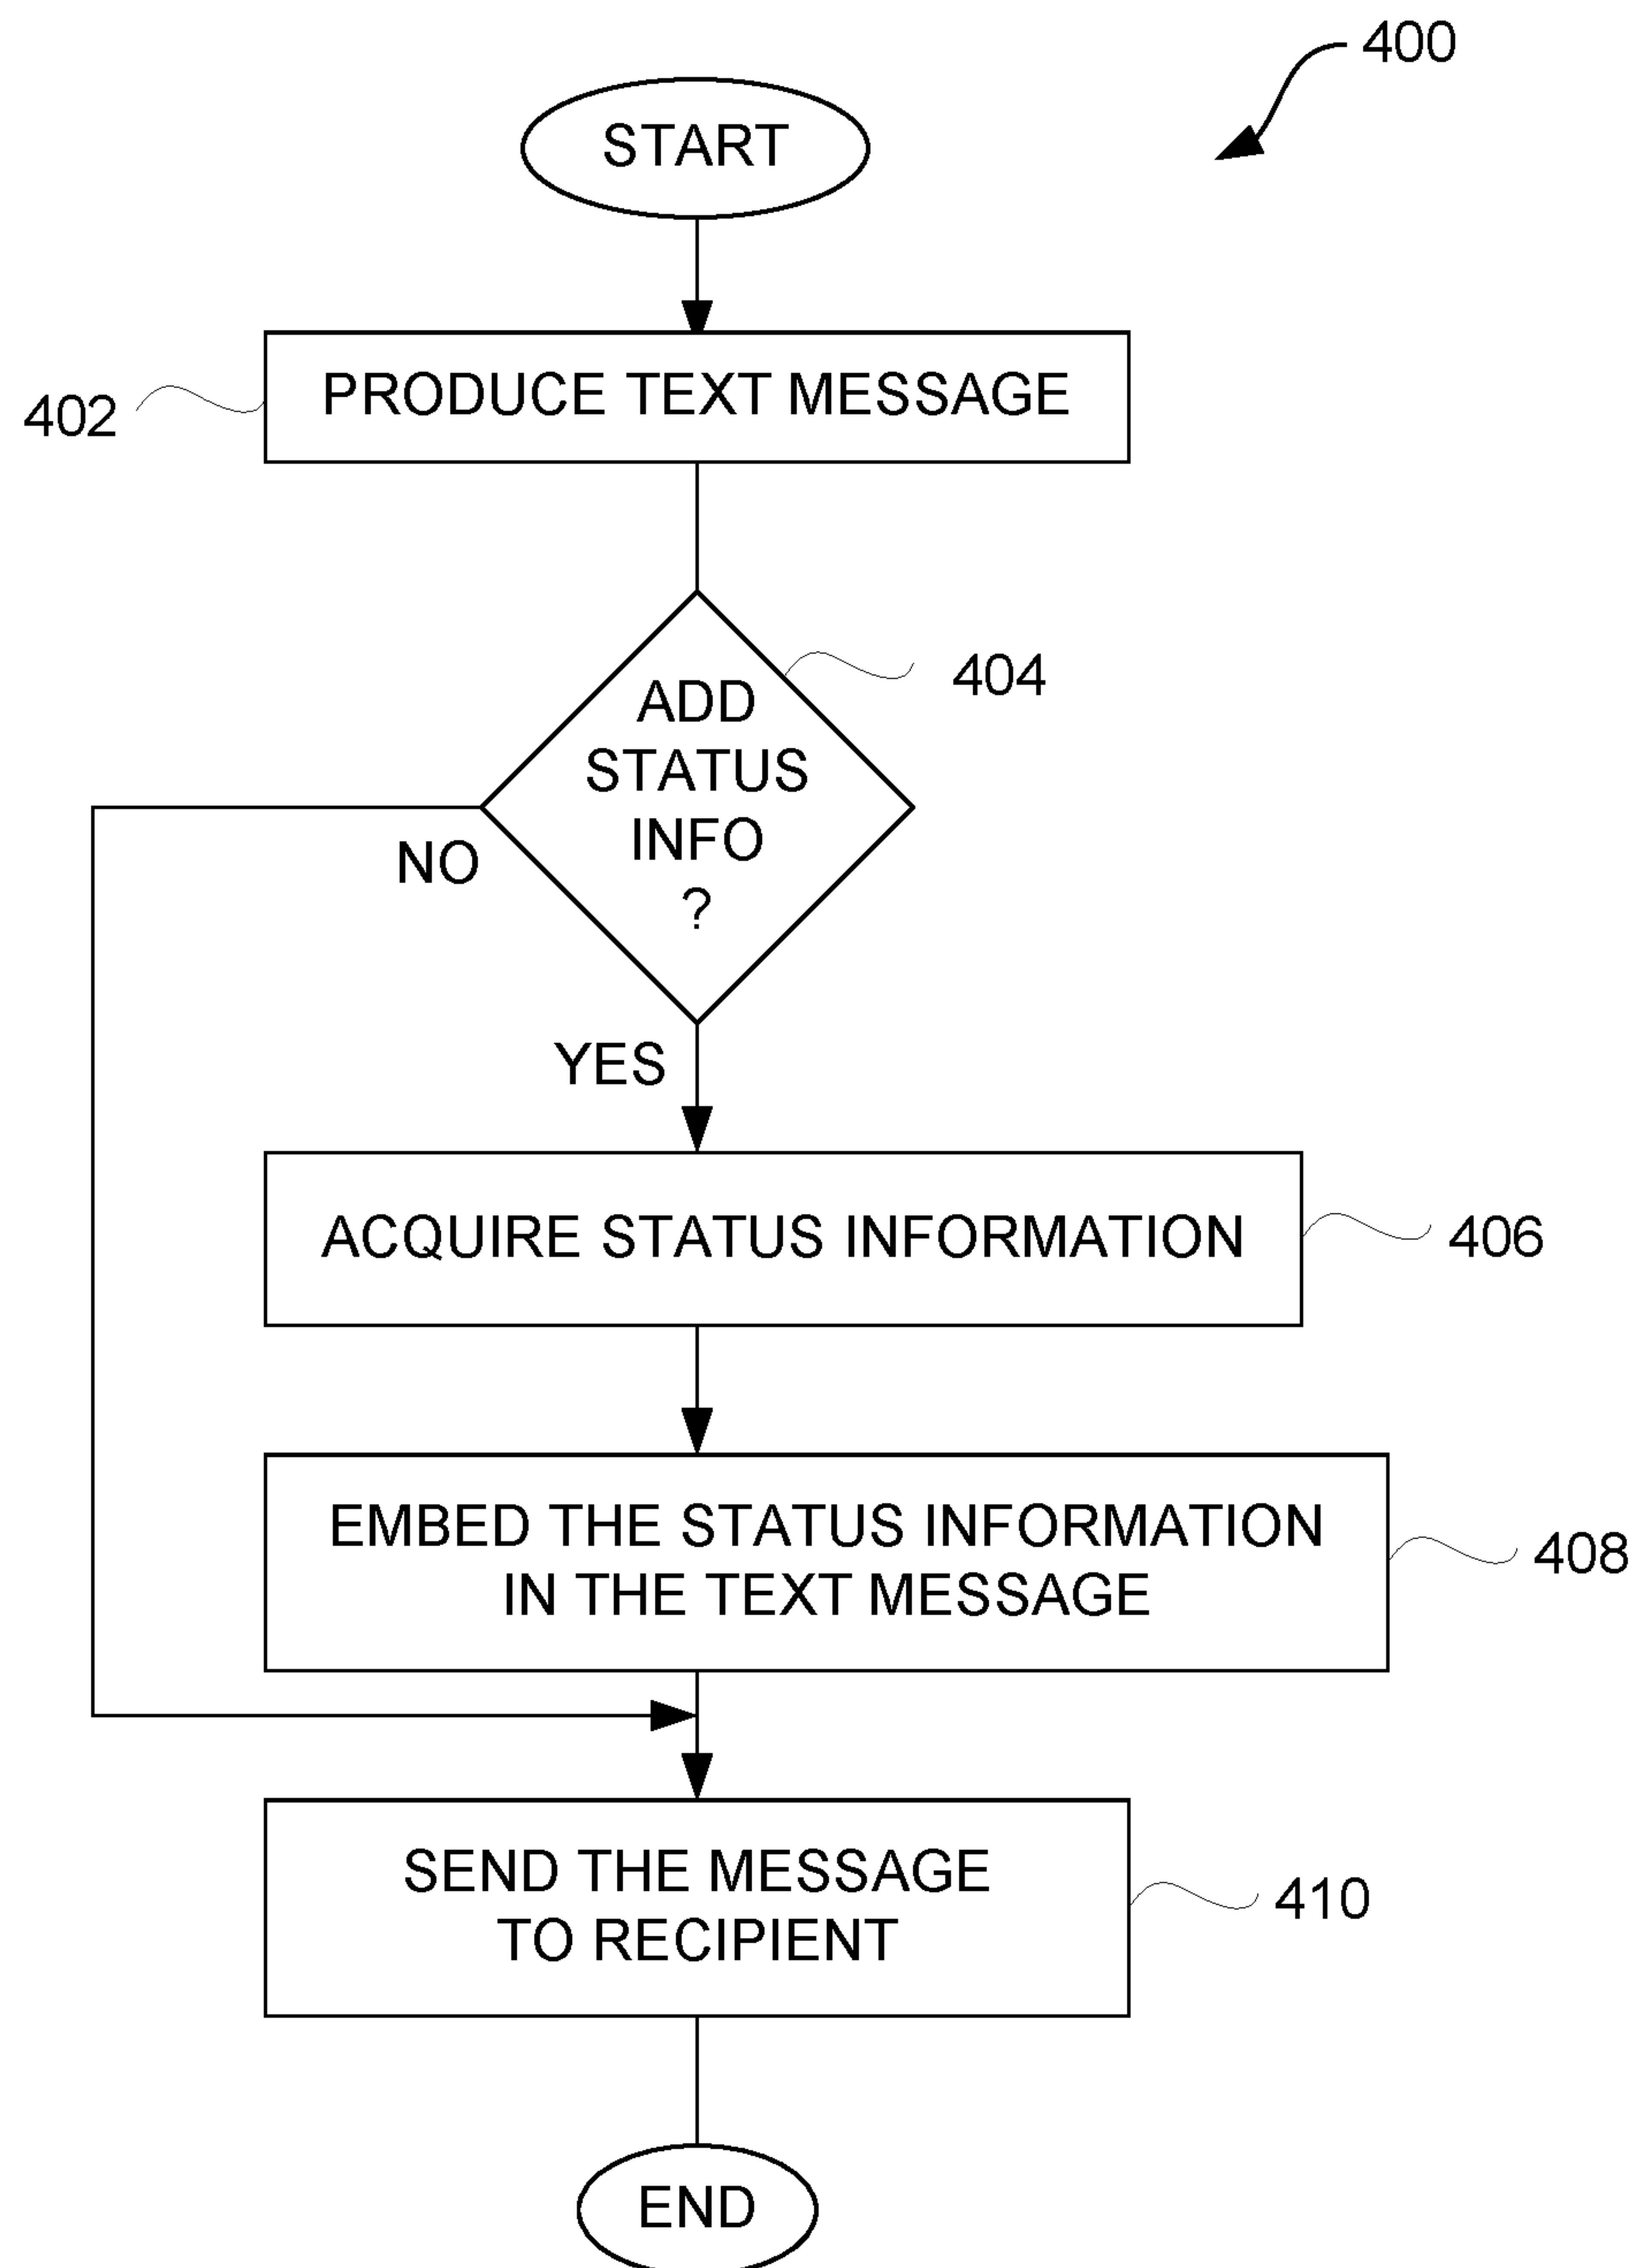 400
START
PRODUCE TEXT MESSAGE
402
404
ADD
STATUS
INFO
?
NO
YES
ACQUIRE STATUS INFORMATION
406
EMBED THE STATUS INFORMATION
IN THE TEXT MESSAGE
408
SEND THE MESSAGE
TO RECIPIENT
410
END